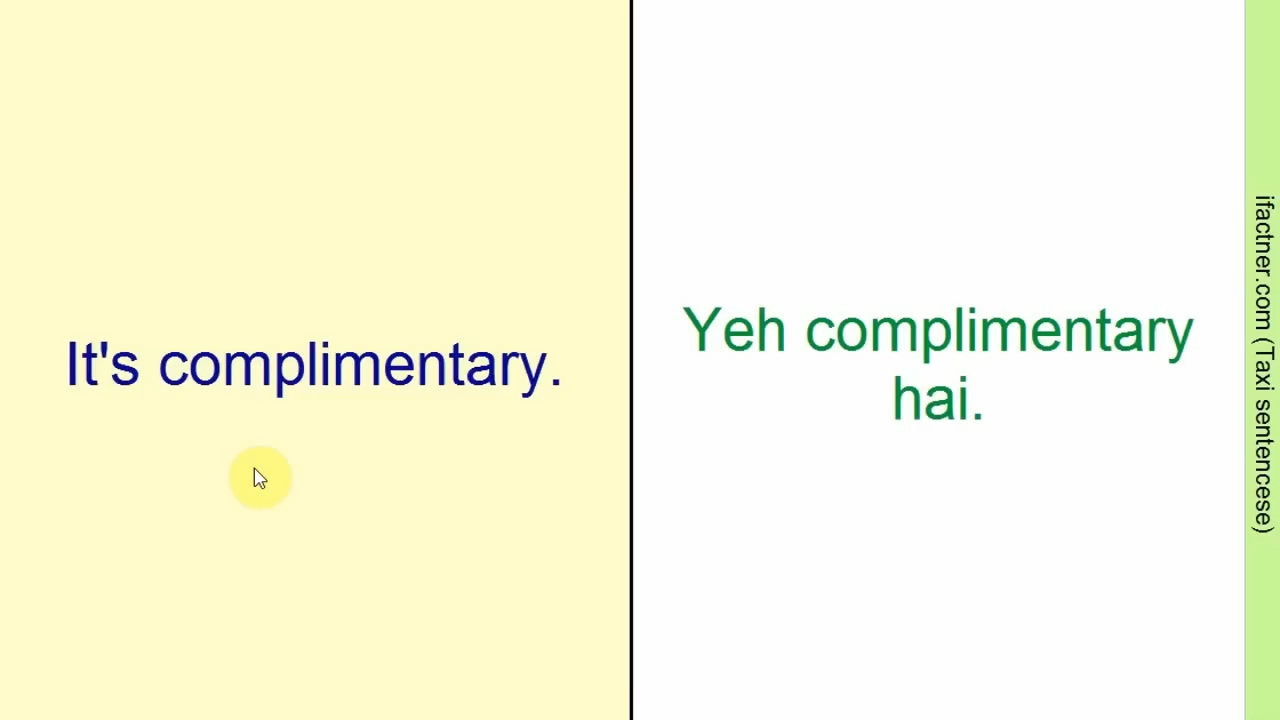 It's complimentary.
Yeh complimentary
hai.
ifactner.com (Taxi sentencese)